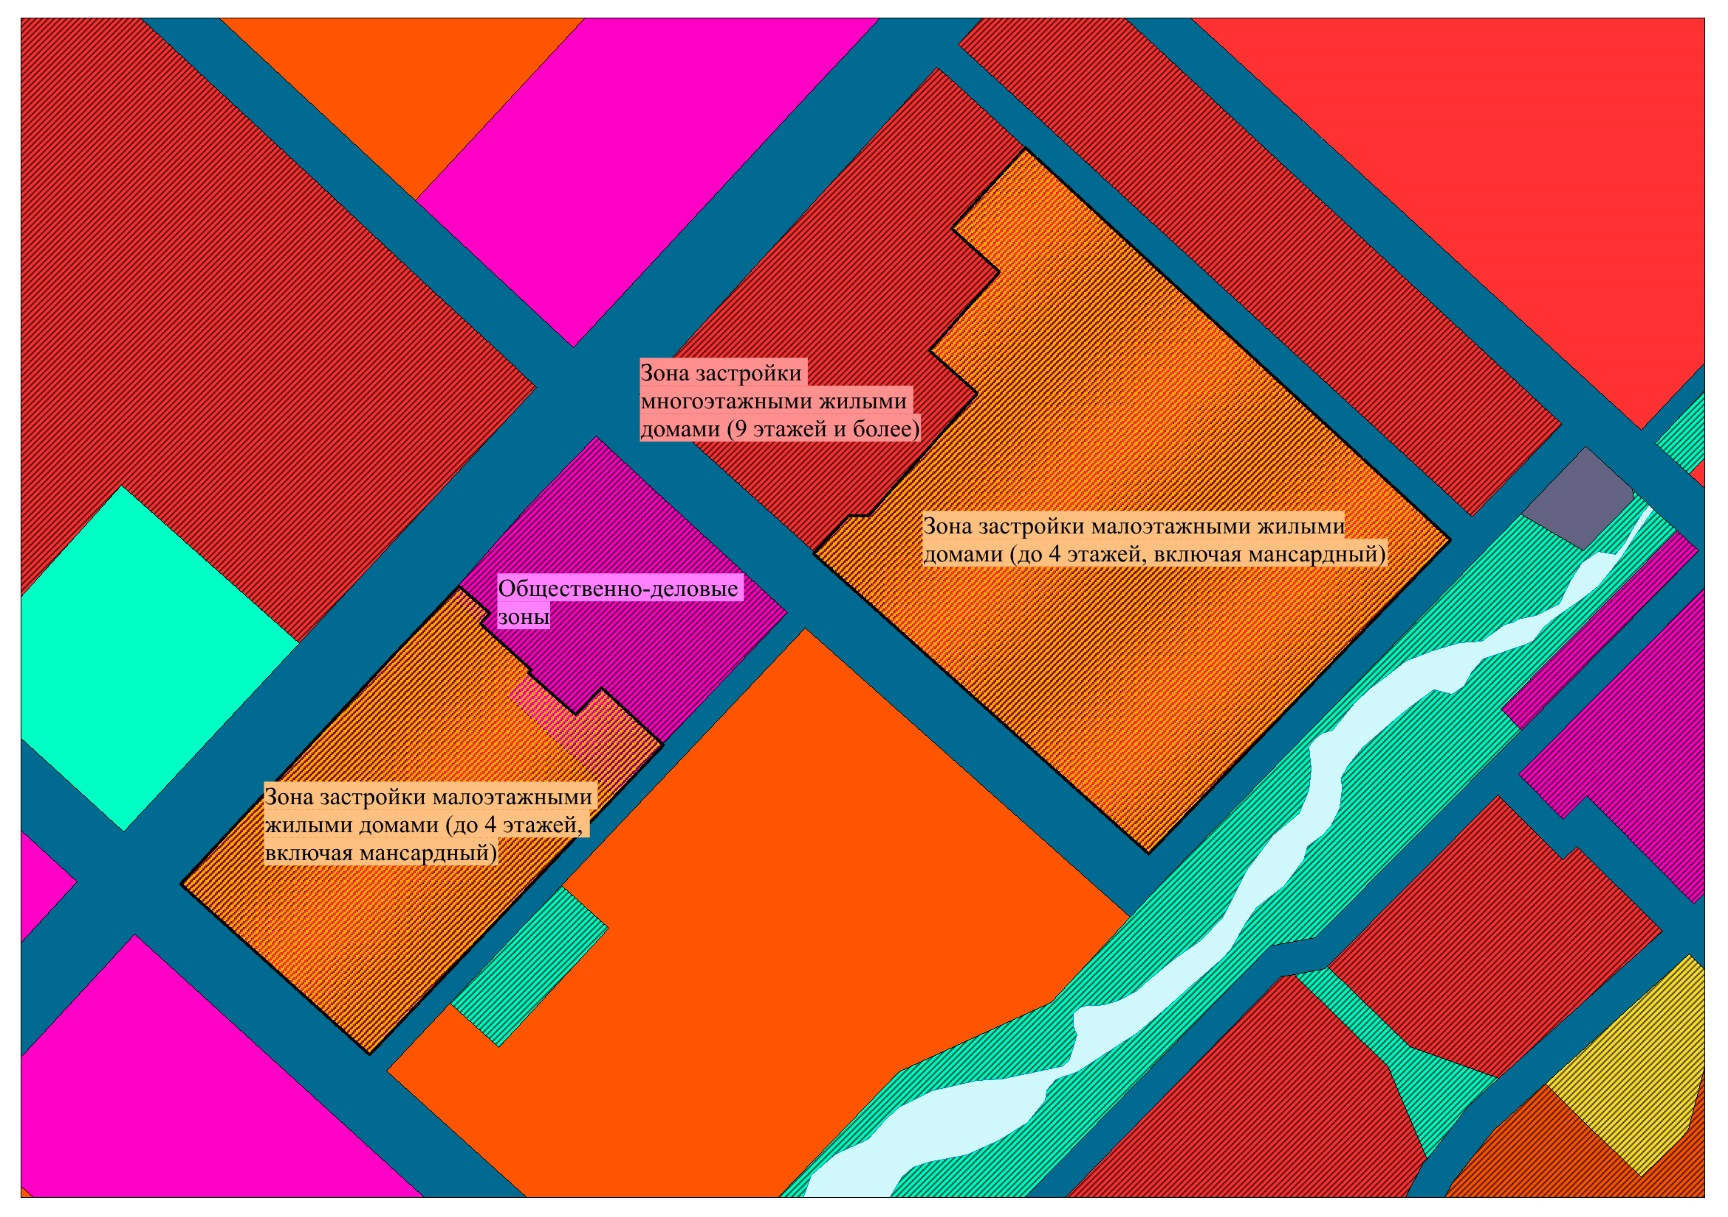 Зона застройки
многоэтажными жилыми
домами (9 этажей и более)
Зона застройки малоэтажными жилыми
домами (до 4 этажей, включая мансардный)
Общественно-деловые
зоны
Зона застройки малоэтажными
жилыми домами (до 4 этажей,
включая мансардный)